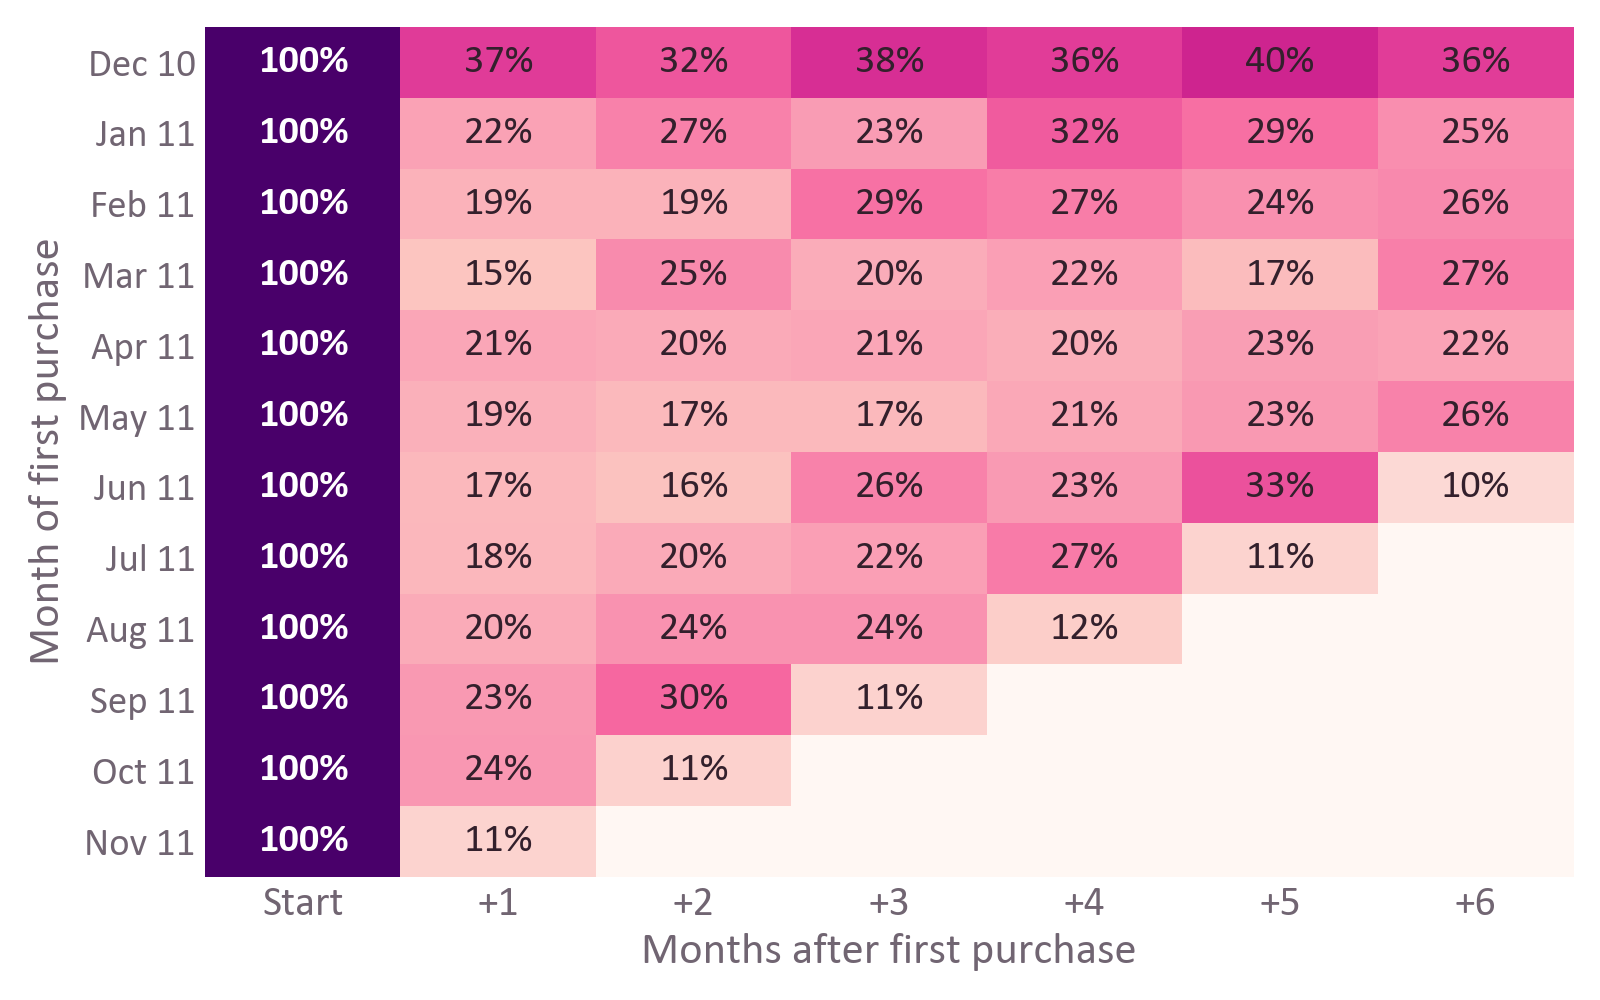 Month of first purchase
Dec 10 100% 37% 32% 38% 36% 40% 36%
Jan 11 100% 22% 27% 23% 32% 29% 25%
Feb 11 100% 19% 19% 29% 27% 24% 26%
Mar 11 100% 15% 25% 20% 22% 17% 27%
Apr 11 100% 21% 20% 21% 20% 23% 22%
May 11 100% 19% 17% 17% 21% 23% 26%
Jun 11 100% 17% 16% 26% 23% 33% 10%
Jul 11 100% 18% 20% 22% 27% 11%
Aug 11 100% 20% 24% 24% 12%
Sep 11 100% 23% 30% 11%
Oct 11 100% 24% 11%
Nov 11 100% 11%
Start +1 +2 +3 +4 +5 +6
Months after first purchase